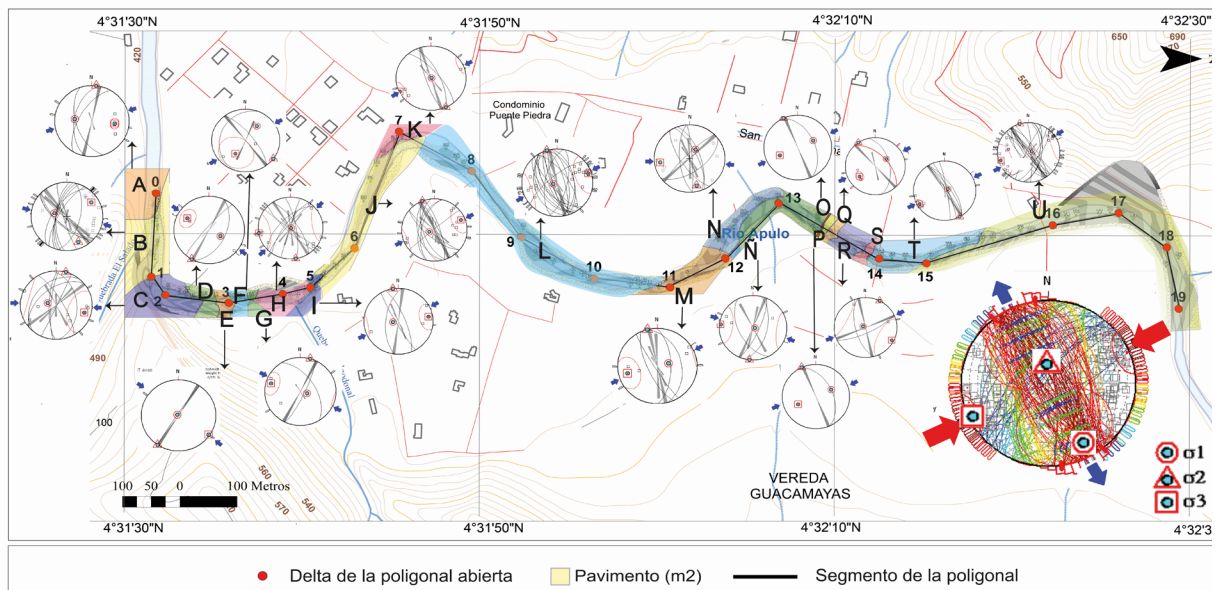 4°31'30"N
4°31'50"N
4°32'10"N
4°32'30"N
420
650
690
550
N
K
7
Condominio
Puente Piedra
8
San
A
0
B
J
6
9
L
10
N
13
Río Apulo
O
Q
P
R
S
U
16
17
18
19
1
C
2
D
3
F
E
4
H
5
G
I
11
M
12
Ñ
14
T
15
490
100
560
570
540
100 50 0 100 Metros
VEREDA
GUACAMAYAS
N
σ1
σ2
σ3
4°31'30"N
4°31'50"N
4°32'10"N
Delta de la poligonal abierta
Pavimento (m2)
Segmento de la poligonal